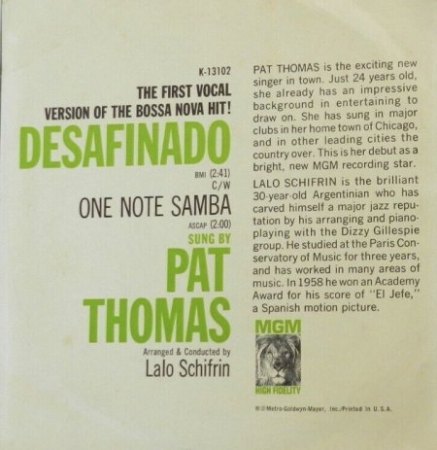 K-13102
THE FIRST VOCAL
VERSION OF THE BOSSA NOVA HIT!
DESAFINADO
BMI (2:41)
C/W
ONE NOTE SAMBA
ASCAP (2:00)
SUNG BY
PAT
THOMAS
Arranged & Conducted by
Lalo Schifrin
PAT THOMAS is the exciting new
singer in town. Just 24 years old,
she already has an impressive
background in entertaining to
draw on. She has sung in major
clubs in her home town of Chicago,
and in other leading cities the
country over. This is her debut as a
bright, new MGM recording star.
LALO SCHIFRIN is the brilliant
30-year-old Argentinian who has
carved himself a major jazz repu-
tation by his arranging and piano-
playing with the Dizzy Gillespie
group. He studied at the Paris Con-
servatory of Music for three years,
and has worked in many areas of
music. In 1958 he won an Academy
Award for his score of "El Jefe,"
a Spanish motion picture.
MGM
HIGH FIDELITY
Metro-Goldwyn-Mayer, Inc./Printed in U.S.A.